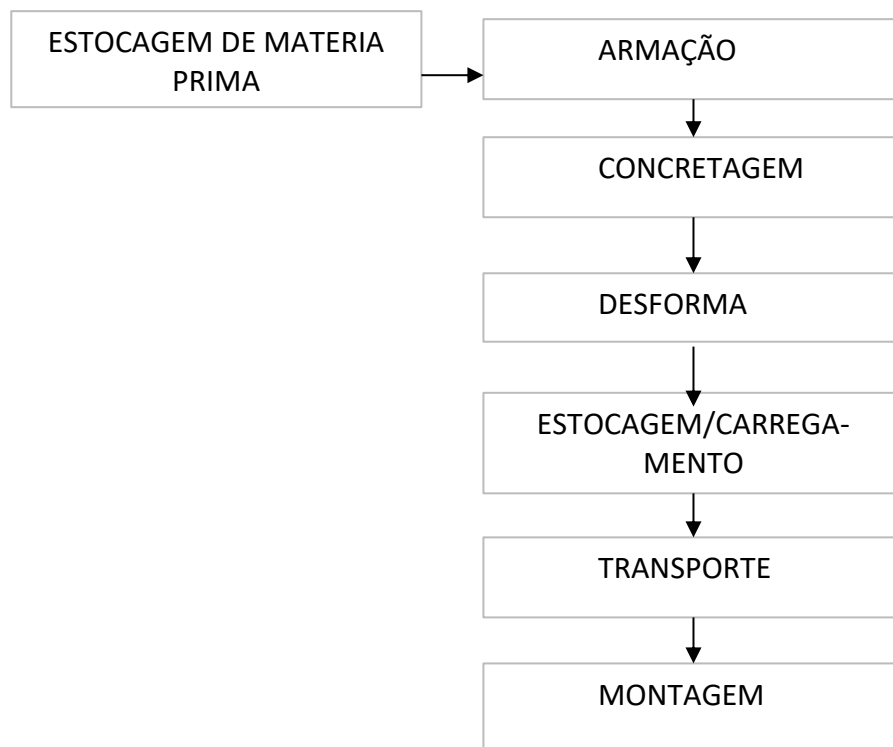 ESTOCAGEM DE MATERIA
PRIMA
ARMAÇÃO
CONCRETAGEM
DESFORMA
ESTOCAGEM/CARREGA-
MENTO
TRANSPORTE
MONTAGEM